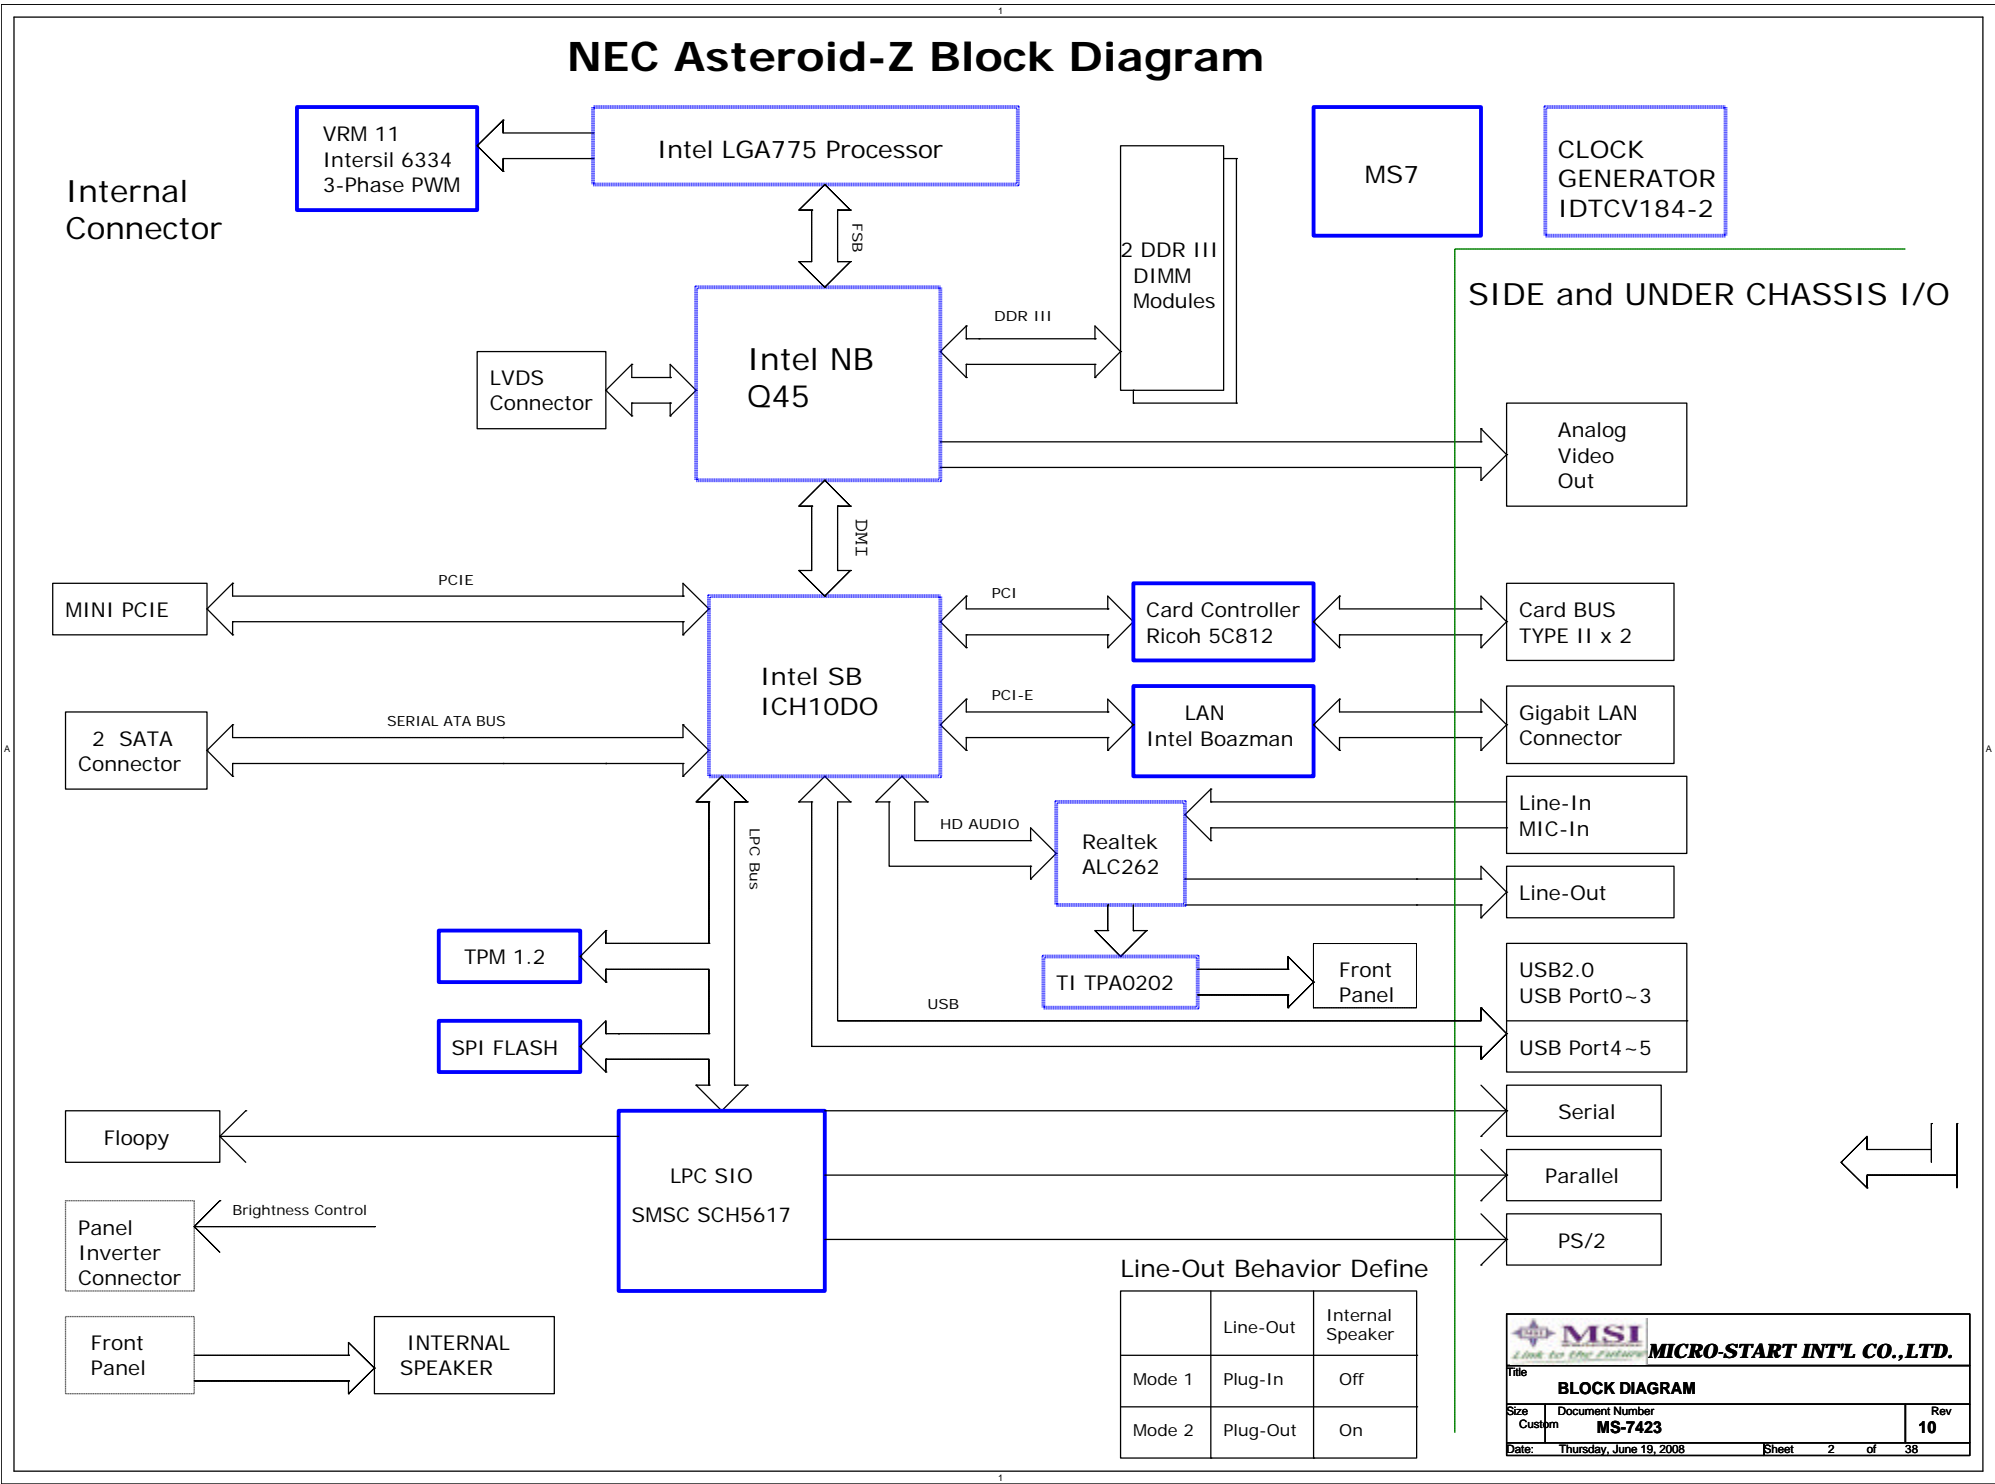 1
NEC Asteroid-Z Block Diagram
Internal
Connector
VRM 11
Intersil 6334
3-Phase PWM
Intel LGA775 Processor
MS7
CLOCK
GENERATOR
IDTCV184-2
FSB
2 DDR III
DIMM
Modules
SIDE and UNDER CHASSIS I/O
DDR III
Intel NB
Q45
LVDS
Connector
Analog
Video
Out
DMI
MINI PCIE
PCIE
PCI
Card Controller
Ricoh 5C812
Card BUS
TYPE II x 2
Intel SB
ICH10DO
PCI-E
LAN
Intel Boazman
Gigabit LAN
Connector
2 SATA
Connector
SERIAL ATA BUS
A
A
Line-In
MIC-In
HD AUDIO
Realtek
ALC262
Line-Out
LPC Bus
TPM 1.2
TI TPA0202
Front
Panel
USB2.0
USB Port0~3
USB
USB Port4~5
SPI FLASH
Floopy
LPC SIO
SMSC SCH5617
Serial
Parallel
PS/2
Panel
Inverter
Connector
Brightness Control
Front
Panel
INTERNAL
SPEAKER
Line-Out Behavior Define
Line-Out
Internal
Speaker
Mode 1
Plug-In
Off
Mode 2
Plug-Out
On
MSI
Link to the Future
MICRO-START INT'L CO.,LTD.
Title
BLOCK DIAGRAM
Size
Custom
Document Number
MS-7423
Rev
10
Date:
Thursday, June 19, 2008
Sheet
2
of
38
1